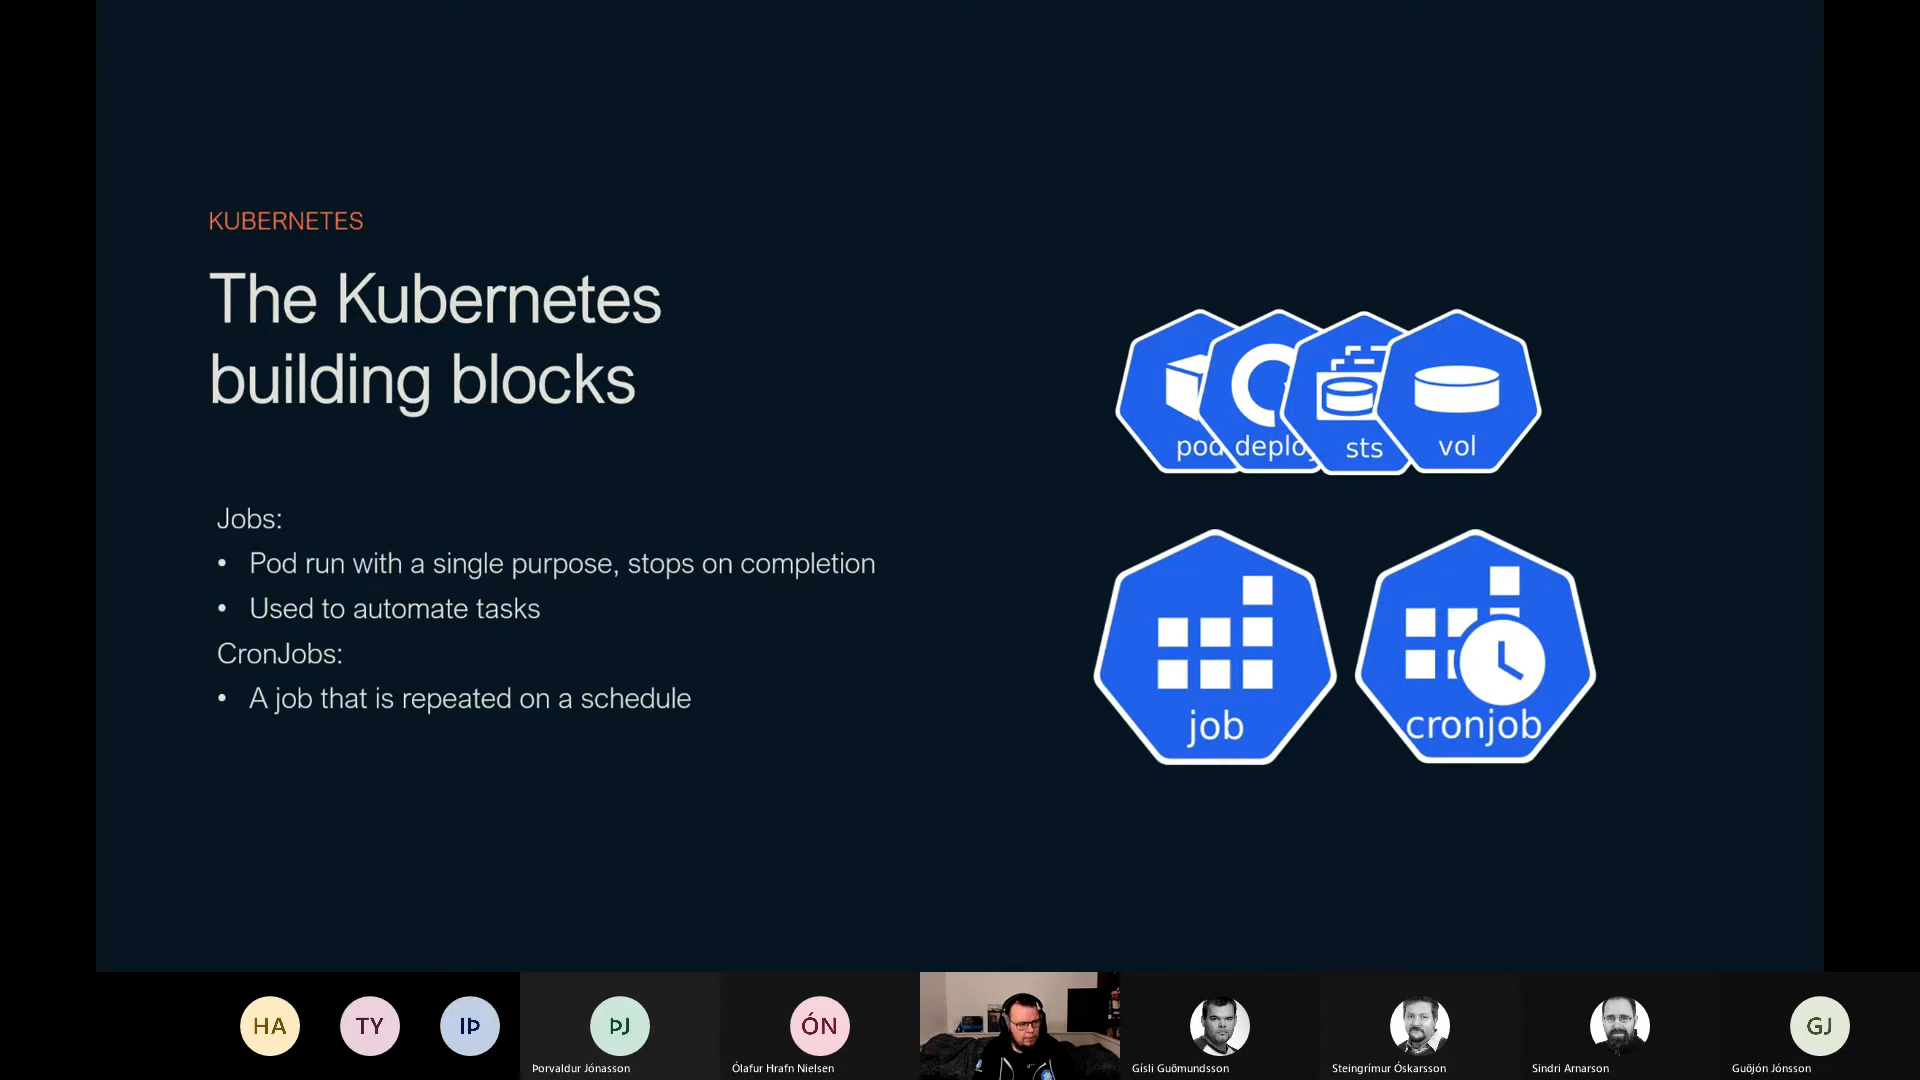 KUBERNETES
The Kubernetes
building blocks
Jobs:
• Pod run with a single purpose, stops on completion
• Used to automate tasks
CronJobs:
• A job that is repeated on a schedule
pod deploy sts vol
job cronjob
HA TY IÞ ÞJ ÓN GJ
Þorvaldur Jónasson Ólafur Hrafn Nielsen Gísli Guðmundsson Steingrímur Óskarsson Sindri Arnarson Guðjón Jónsson